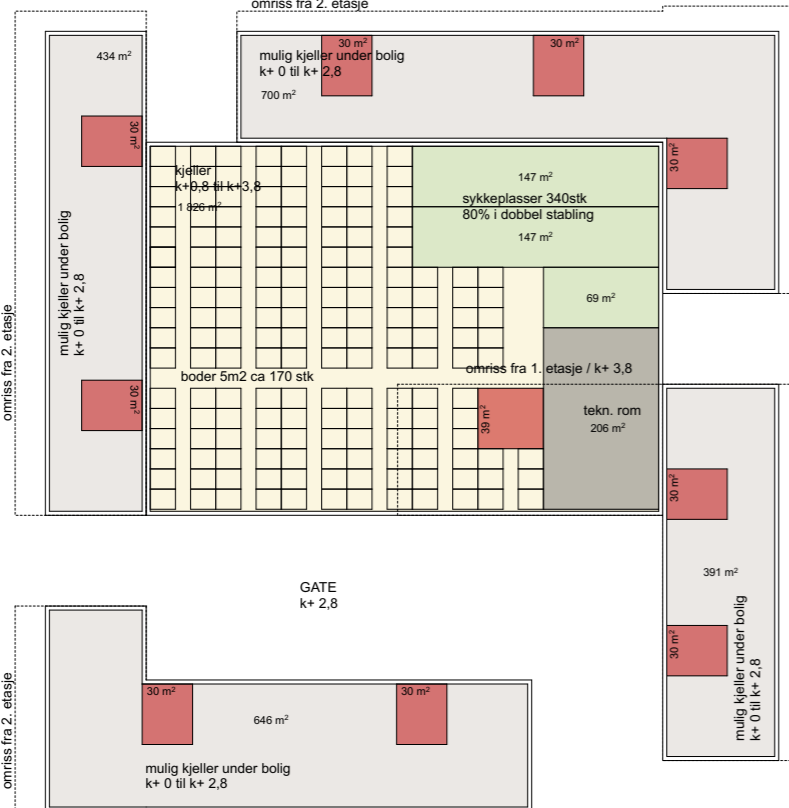 omriss fra 2. etasje
434 m²
30 m²
30 m²
mulig kjeller under bolig
k+ 0 til k+ 2,8
700 m²
30 m²
30 m²
kjeller
k+0,8 til k+3,8
1 826 m²
147 m²
sykkeplasser 340stk
80% i dobbel stabling
147 m²
30 m²
mulig kjeller under bolig
k+ 0 til k+ 2,8
69 m²
omriss fra 2. etasje
boder 5m2 ca 170 stk
omriss fra 1. etasje / k+ 3,8
30 m²
39 m²
tekn. rom
206 m²
30 m²
391 m²
GATE
k+ 2,8
30 m²
mulig kjeller under bolig
k+ 0 til k+ 2,8
omriss fra 2. etasje
30 m²
646 m²
30 m²
mulig kjeller under bolig
k+ 0 til k+ 2,8